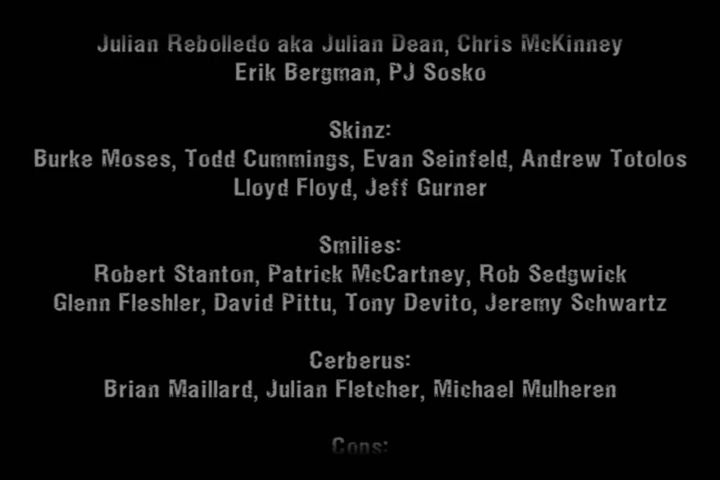 Julian Rebolledo aka Julian Dean, Chris McKinney
Erik Bergman, PJ Sosko
Skinz:
Burke Moses, Todd Cummings, Evan Seinfeld, Andrew Totolos
Lloyd Floyd, Jeff Gurner
Smilies:
Robert Stanton, Patrick McCartney, Rob Sedgwick
Glenn Fleshler, David Pittu, Tony Devito, Jeremy Schwartz
Cerberus:
Brian Maillard, Julian Fletcher, Michael Mulheren
Cops: